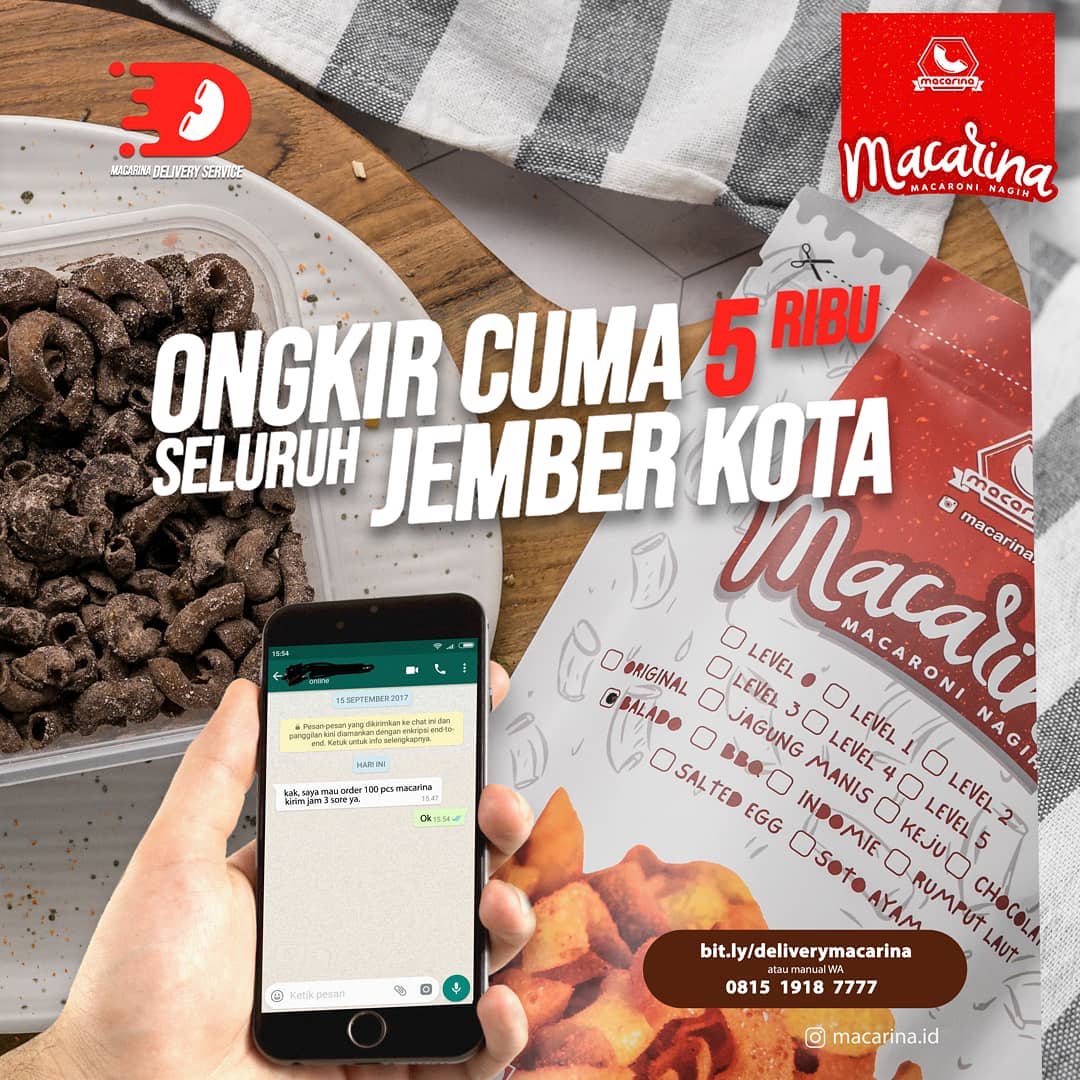 MACARINA DELIVERY SERVICE
macarina
Macarina
MACARONI NAGIH
ONGKIR CUMA 5 RIBU
SELURUH JEMBER KOTA
macarina
Macarina
MACARONI NAGIH
LEVEL 0
LEVEL 1
LEVEL 2
LEVEL 3
LEVEL 4
LEVEL 5
ORIGINAL
JAGUNG MANIS
KEJU
BALADO
BBQ
INDOMIE
RUMPUT LAUT
SALTED EGG
SOTO AYAM
15:54
online
15 SEPTEMBER 2017
Pesan-pesan yang dikirimkan ke chat ini dan
panggilan kini diamankan dengan enkripsi end-to-
end. Ketuk untuk info selengkapnya.
HARI INI
kak, saya mau order 100 pcs macarina
kirim jam 3 sore ya.
15.47
Ok 15.54
Ketik pesan
bit.ly/deliverymacarina
atau manual WA
0815 1918 7777
macarina.id